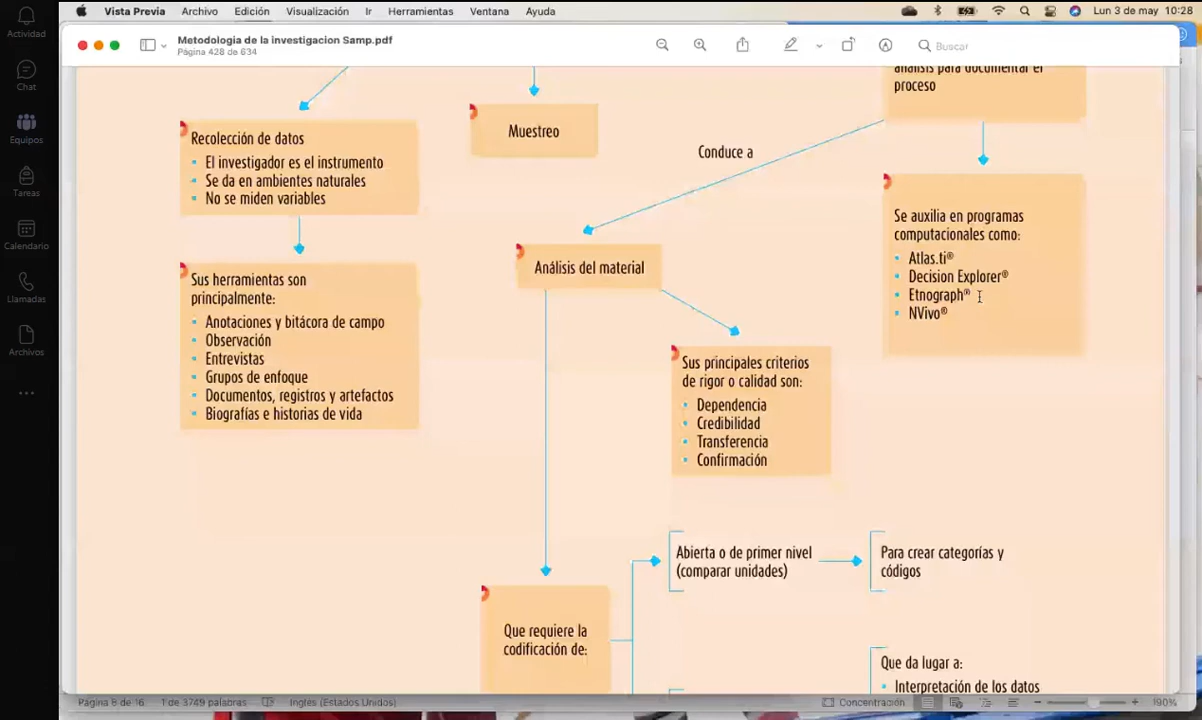 Vista Previa Archivo Edición Visualización Ir Herramientas Ventana Ayuda
Lun 3 de may 10:28
Metodologia de la investigacion Samp.pdf
Página 428 de 634
Buscar
Actividad
Chat
Equipos
Tareas
Calendario
Llamadas
Archivos
análisis para documentar el
proceso
Recolección de datos
El investigador es el instrumento
Se da en ambientes naturales
No se miden variables
Muestreo
Conduce a
Se auxilia en programas
computacionales como:
Atlas.ti®
Decision Explorer®
Etnograph®
NVivo®
Análisis del material
Sus herramientas son
principalmente:
Anotaciones y bitácora de campo
Observación
Entrevistas
Grupos de enfoque
Documentos, registros y artefactos
Biografías e historias de vida
Sus principales criterios
de rigor o calidad son:
Dependencia
Credibilidad
Transferencia
Confirmación
Que requiere la
codificación de:
Abierta o de primer nivel
(comparar unidades)
Para crear categorías y
códigos
Que da lugar a:
Interpretación de los datos
Página 8 de 16 1 de 3749 palabras Inglés (Estados Unidos) Concentración 190%